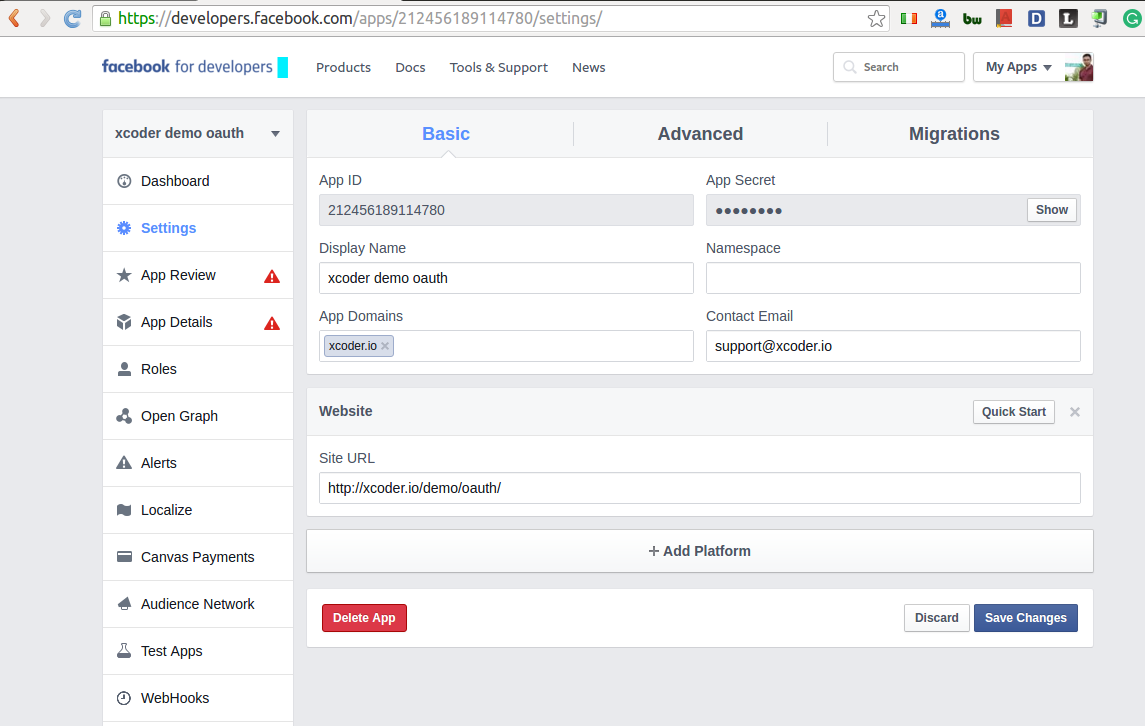 https://developers.facebook.com/apps/212456189114780/settings/
a bw A D L G
facebook for developers Products Docs Tools & Support News Search My Apps
xcoder demo oauth
Dashboard
Settings
App Review
App Details
Roles
Open Graph
Alerts
Localize
Canvas Payments
Audience Network
Test Apps
WebHooks
Basic Advanced Migrations
App ID App Secret
212456189114780 ●●●●●●●● Show
Display Name Namespace
xcoder demo oauth
App Domains Contact Email
xcoder.io support@xcoder.io
Website Quick Start
Site URL
http://xcoder.io/demo/oauth/
+ Add Platform
Delete App Discard Save Changes